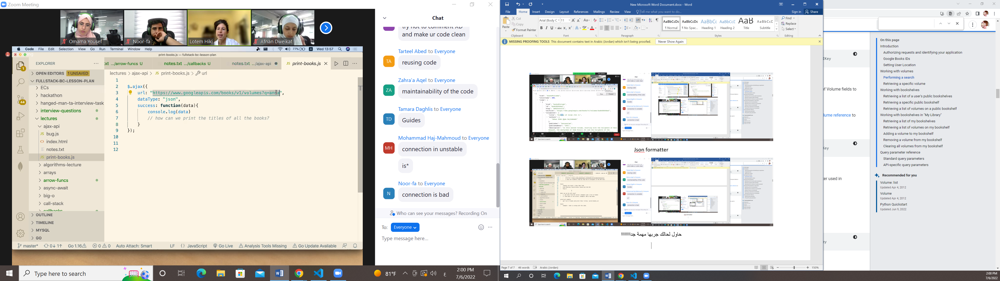 Zoom Meeting
Omama Yousef
Noor-fa
Lotem Hiki
Afnan Dweikat
Code File Edit Selection View Go Run Terminal Window Help
77% Wed 13:57
print-books.js — fullstack-bc-lesson-plan
EXPLORER
.../arrow-funcs U
notes.txt .../callbacks U
notes.txt .../ajax-api
JS print-books.js
OPEN EDITORS 1 UNSAVED
FULLSTACK-BC-LESSON-PLAN
ECs
hackathon
hanged-man-ta-interview-task
interview-questions
lectures
ajax-api
JS bug.js
index.html
notes.txt
JS print-books.js
algorithms-lecture
arrays
arrow-funcs
async-await
big-o
call-stack
callbacks
OUTLINE
TIMELINE
MYSQL
GO
lectures > ajax-api > JS print-books.js > url
1
2 $.ajax({
3 url: "https://www.googleapis.com/books/v1/volumes?q=ansa",
4 dataType: "json",
5 success: function(data){
6 console.log(data)
7 // how can we print the titles of all the books?
8 }
9 });
10
11
12
master* 0↓ 1↑ Go 1.16 0 0 Auto Attach: Smart LF {} JavaScript Go Live Analysis Tools Missing Go Update Available
Chat
try not to comment XD
and make ur code clean
Tarteel Abed to Everyone
TA
reusing code
Zahra'a Aqel to Everyone
ZA
maintainability of the code
Tamara Daghlis to Everyone
TD
Guides
Mohammad Haj-Mahmoud to Everyone
MH
connection in unstable
is*
Noor-fa to Everyone
N
connection is bad
Who can see your messages? Recording On
To: Everyone
Type message here...
Type here to search
81°F
ع
2:00 PM
7/6/2022
New Microsoft Word Document.docx - Word
File Home Insert Design Layout References Mailings Review View Tell me what you want to do...
Sign in Share
Paste
Cut
Copy
Format Painter
Arial (Body C 11
AaBbCcDc AaBbCcDc AaBbCc AaBbCcC AaB AaBbCcC
¶ Normal ¶ No Spac... Heading 1 Heading 2 Title Subtitle
Find
Replace
Select
Clipboard Font Paragraph Styles Editing
MISSING PROOFING TOOLS This document contains text in Arabic (Jordan) which isn't being proofed. Never Show Again
Json formatter
حاول لحالك جربها مهمة جداااااااا
Page 7 of 7 46 words Arabic (Jordan)
150%
On this page
Introduction
Authorizing requests and identifying your application
Google Books IDs
Setting User Location
Working with volumes
Performing a search
Retrieving a specific volume
Working with bookshelves
Retrieving a list of a user's public bookshelves
Retrieving a specific public bookshelf
Retrieving a list of volumes on a public bookshelf
Working with bookshelves in "My Library"
Retrieving a list of my bookshelves
Retrieving a list of volumes on my bookshelf
Adding a volume to my bookshelf
Removing a volume from my bookshelf
Clearing all volumes from my bookshelf
Query parameter reference
Standard query parameters
API-specific query parameters
Recommended for you
Volume: list
Updated Apr 4, 2012
Volume
Updated Apr 4, 2012
Python Quickstart
Updated Jun 9, 2022
of Volume fields to
ume reference to
ter used in
2:00 PM
7/6/2022